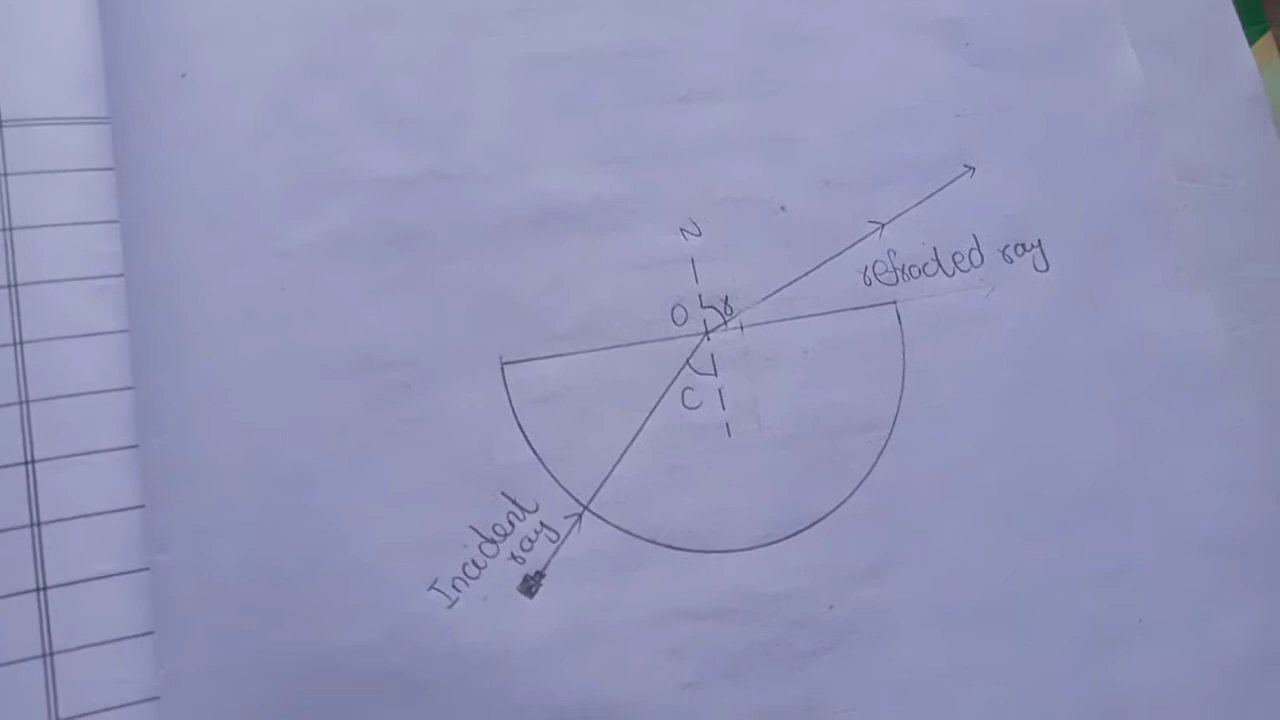 N
O r
refracted ray
C
Incident
ray